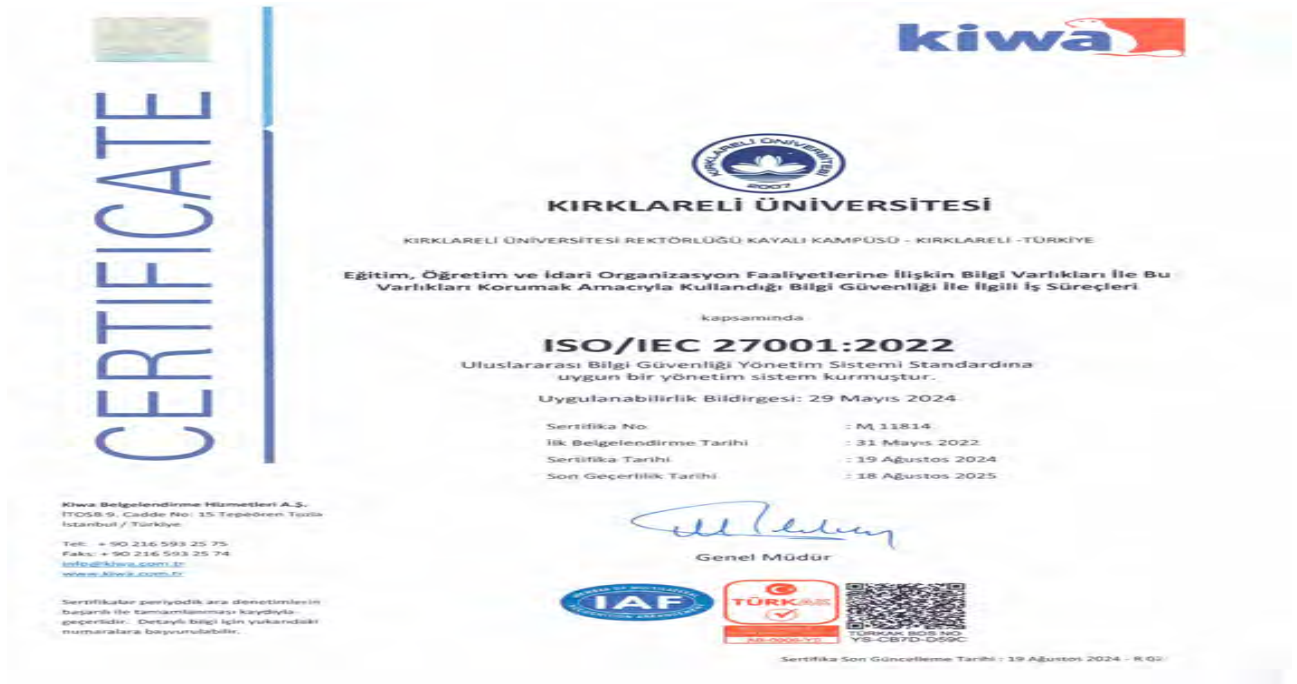 CERTIFICATE
kiwa
KIRKLARELİ ÜNİVERSİTESİ
2007
KIRKLARELİ ÜNİVERSİTESİ
KIRKLARELİ ÜNİVERSİTESİ REKTÖRLÜĞÜ KAYALI KAMPÜSÜ - KIRKLARELİ -TÜRKİYE
Eğitim, Öğretim ve İdari Organizasyon Faaliyetlerine İlişkin Bilgi Varlıkları İle Bu
Varlıkları Korumak Amacıyla Kullandığı Bilgi Güvenliği İle İlgili İş Süreçleri
kapsamında
ISO/IEC 27001:2022
Uluslararası Bilgi Güvenliği Yönetim Sistemi Standardına
uygun bir yönetim sistem kurmuştur.
Uygulanabilirlik Bildirgesi: 29 Mayıs 2024
Sertifika No : M 11814
İlk Belgelendirme Tarihi : 31 Mayıs 2022
Sertifika Tarihi : 19 Ağustos 2024
Son Geçerlilik Tarihi : 18 Ağustos 2025
Kiwa Belgelendirme Hizmetleri A.Ş.
İTOSB 9. Cadde No: 15 Tepeören Tuzla
İstanbul / Türkiye
Tel: + 90 216 593 25 75
Faks: + 90 216 593 25 74
info@kiwa.com.tr
www.kiwa.com.tr
Sertifikalar periyodik ara denetimlerin
başarılı ile tamamlanması kaydıyla
geçerlidir. Detaylı bilgi için yukarıdaki
numaralara başvurulabilir.
Genel Müdür
IAF
TÜRKAK
TÜRKAK BDS NO
YS-CB7D-D59C
Sertifika Son Güncelleme Tarihi : 19 Ağustos 2024 - R 02